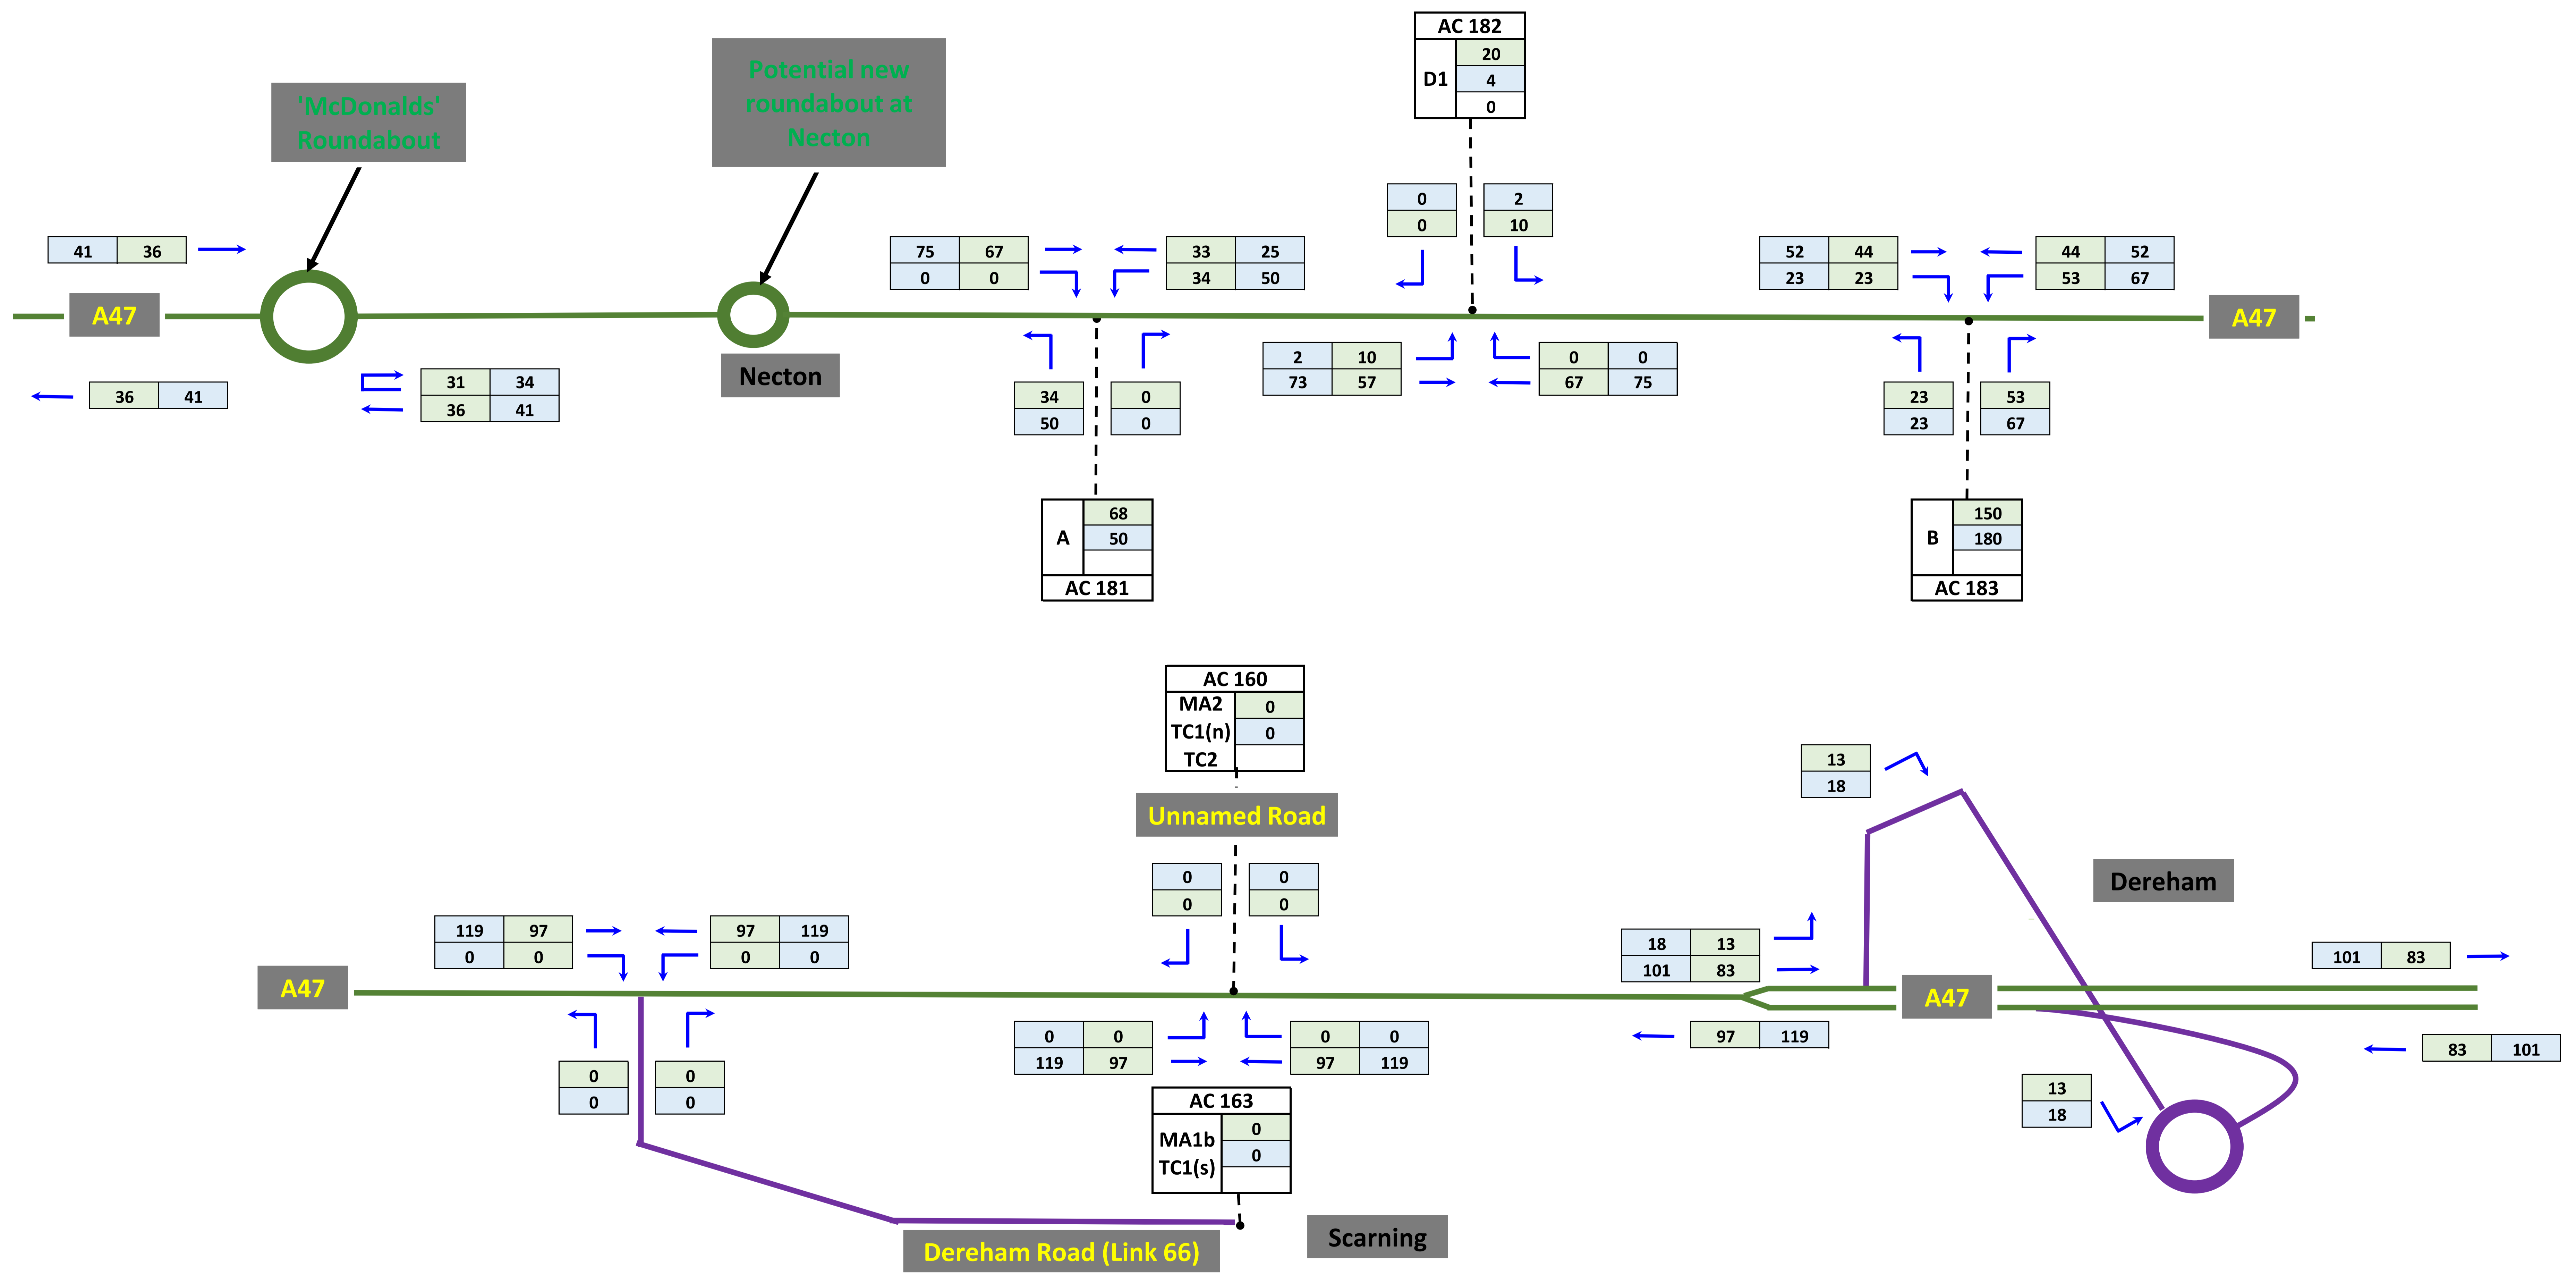 AC 182
20
D1
4
0
'McDonalds'
Roundabout
Potential new
roundabout at
Necton
0
2
0
10
41 36
75 67
33 25
52 44
44 52
0 0
34 50
23 23
53 67
A47
A47
Necton
36 41
31 34
36 41
34
0
50
0
2 10
0 0
73 57
67 75
23
53
23
67
68
A
50
AC 181
150
B
180
AC 183
AC 160
MA2
0
TC1(n)
0
TC2
Unnamed Road
13
18
0
0
0
0
Dereham
119 97
97 119
0 0
0 0
18 13
101 83
101 83
A47
A47
0 0
0 0
119 97
97 119
97 119
83 101
0
0
0
0
AC 163
0
MA1b
0
TC1(s)
13
18
Dereham Road (Link 66)
Scarning